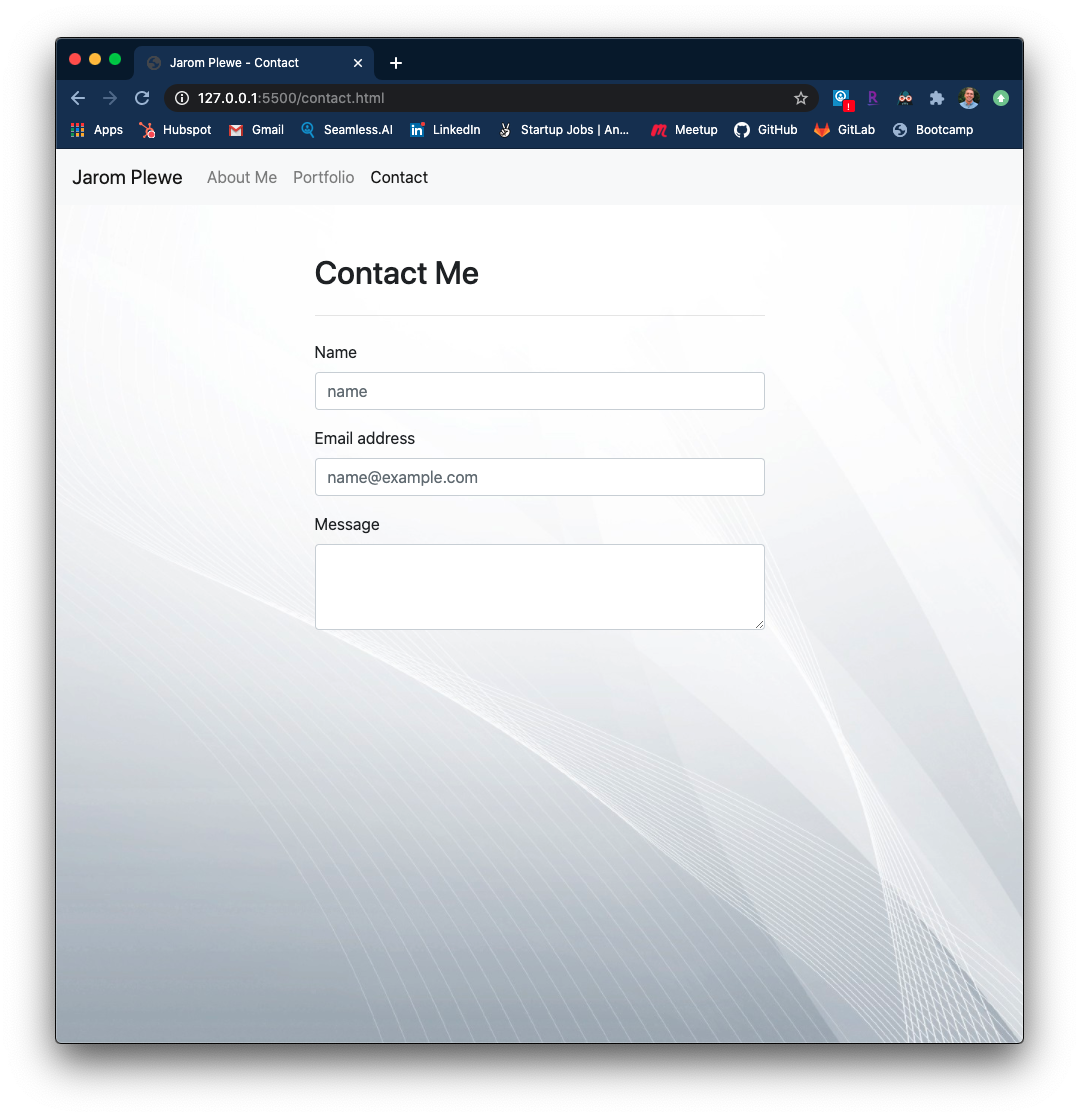 Jarom Plewe - Contact
127.0.0.1:5500/contact.html
R
Apps Hubspot Gmail Seamless.AI LinkedIn Startup Jobs | An... Meetup GitHub GitLab Bootcamp
Jarom Plewe About Me Portfolio Contact
Contact Me
Name
name
Email address
name@example.com
Message